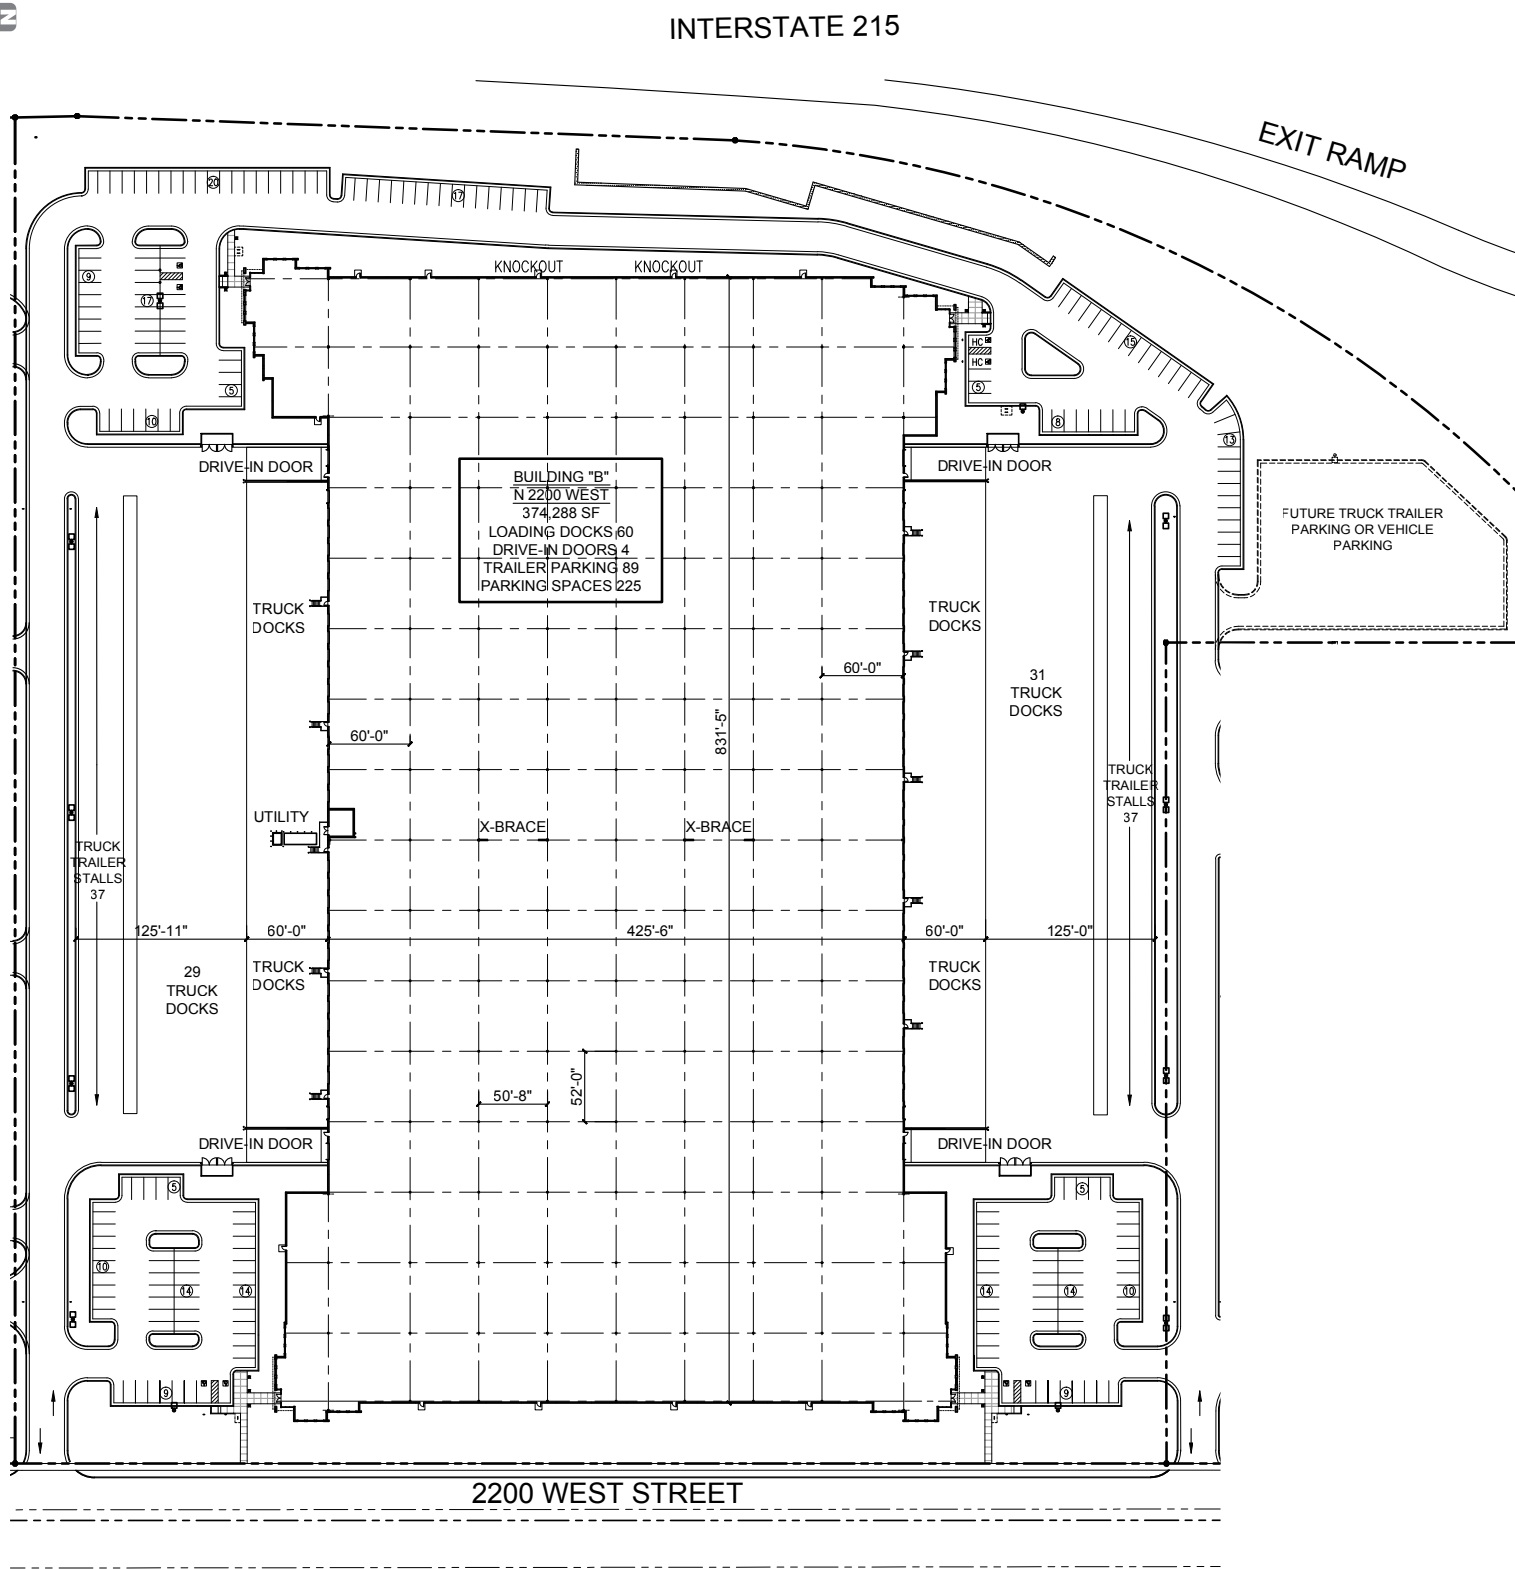 N
INTERSTATE 215
EXIT RAMP
20
17
9
17
5
10
KNOCKOUT
KNOCKOUT
HC
HC
5
15
8
13
DRIVE-IN DOOR
DRIVE-IN DOOR
BUILDING "B"
N 2200 WEST
374,288 SF
LOADING DOCKS 60
DRIVE-IN DOORS 4
TRAILER PARKING 89
PARKING SPACES 225
FUTURE TRUCK TRAILER
PARKING OR VEHICLE
PARKING
TRUCK
DOCKS
TRUCK
DOCKS
60'-0"
31
TRUCK
DOCKS
60'-0"
831'-5"
TRUCK
TRAILER
STALLS
37
UTILITY
X-BRACE
X-BRACE
TRUCK
TRAILER
STALLS
37
125'-11"
60'-0"
425'-6"
60'-0"
125'-0"
29
TRUCK
DOCKS
TRUCK
DOCKS
TRUCK
DOCKS
50'-8"
52'-0"
DRIVE-IN DOOR
DRIVE-IN DOOR
5
10
14
14
9
5
14
14
10
9
2200 WEST STREET